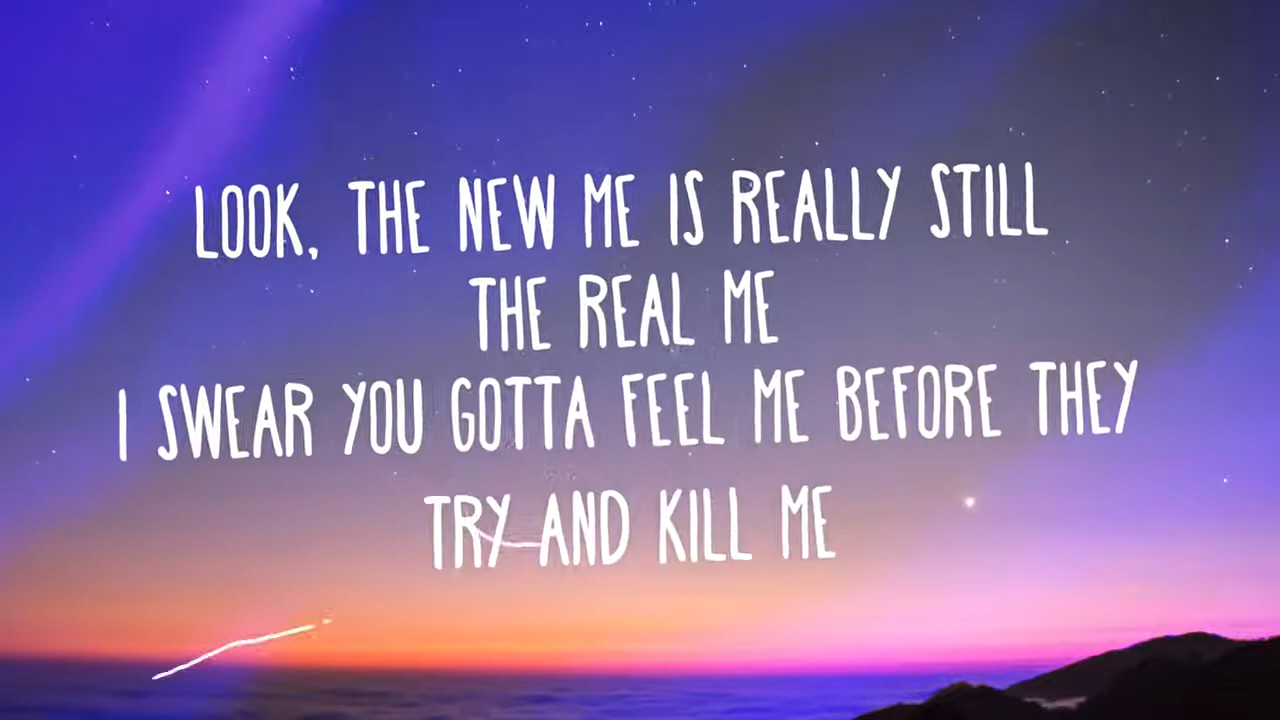 LOOK, THE NEW ME IS REALLY STILL
THE REAL ME
I SWEAR YOU GOTTA FEEL ME BEFORE THEY
TRY AND KILL ME